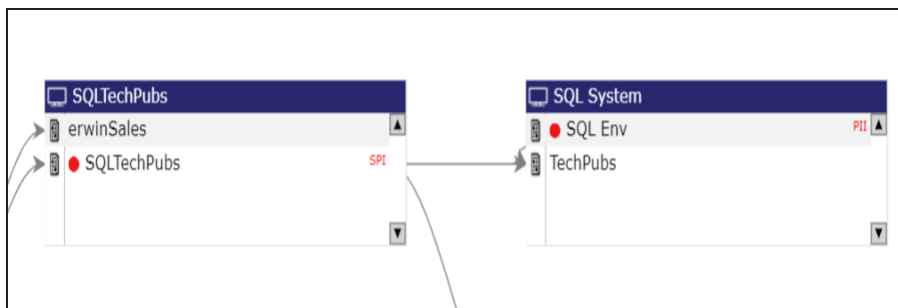 SQLTechPubs
erwinSales
SQLTechPubs SPI
SQL System
SQL Env PII
TechPubs